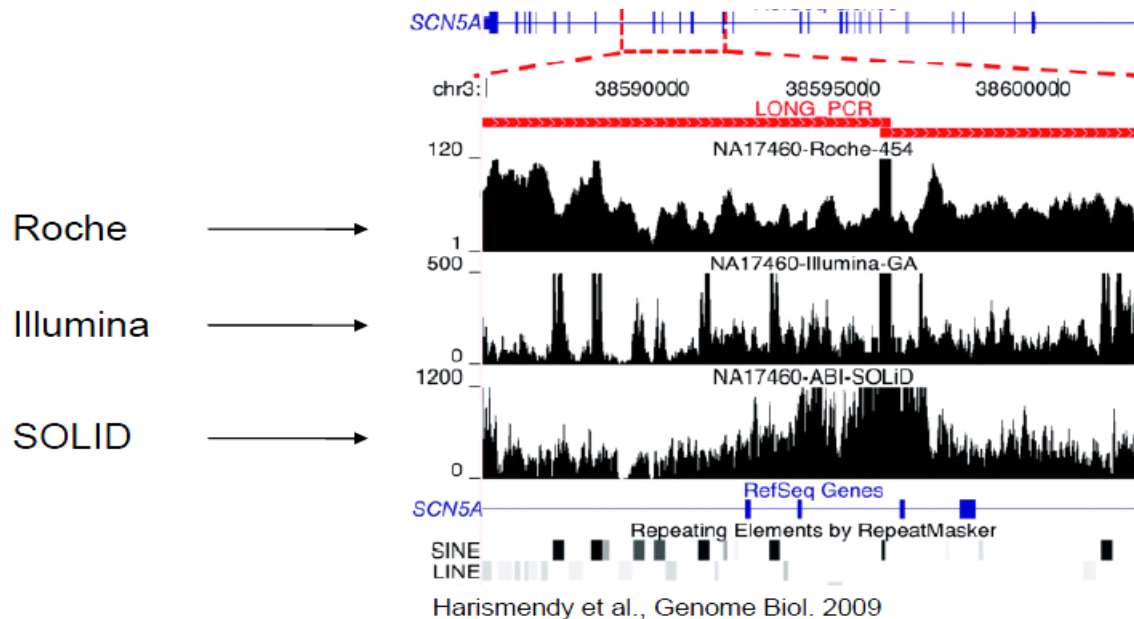 SCN5A
chr3: 38590000 38595000 38600000
LONG_PCR
NA17460-Roche-454
120
Roche
1
NA17460-Illumina-GA
500
Illumina
0
NA17460-ABI-SOLiD
1200
SOLID
0
RefSeq Genes
SCN5A
Repeating Elements by RepeatMasker
SINE
LINE
Harismendy et al., Genome Biol. 2009